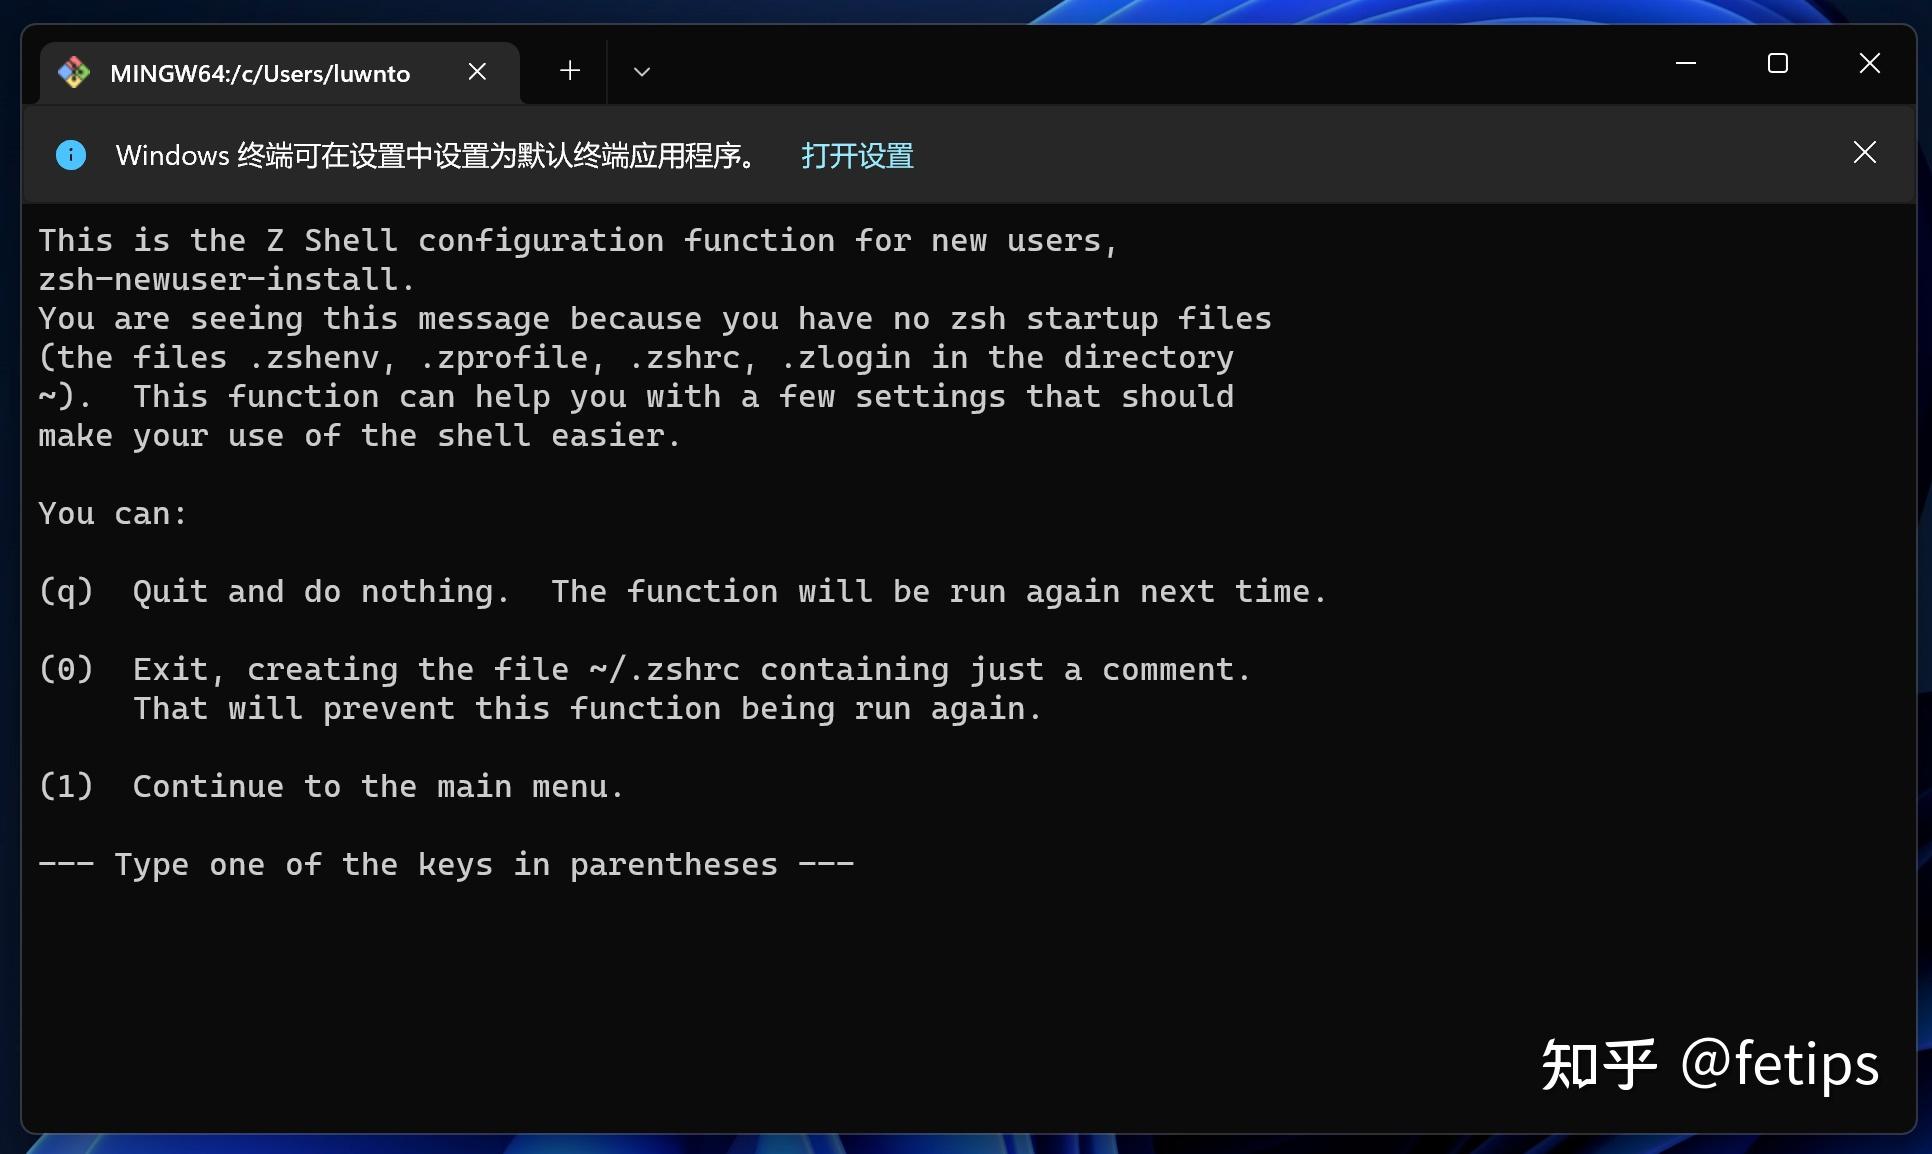 MINGW64:/c/Users/luwnto
Windows 终端可在设置中设置为默认终端应用程序。 打开设置
This is the Z Shell configuration function for new users,
zsh-newuser-install.
You are seeing this message because you have no zsh startup files
(the files .zshenv, .zprofile, .zshrc, .zlogin in the directory
~).  This function can help you with a few settings that should
make your use of the shell easier.
You can:
(q)  Quit and do nothing.  The function will be run again next time.
(0)  Exit, creating the file ~/.zshrc containing just a comment.
     That will prevent this function being run again.
(1)  Continue to the main menu.
--- Type one of the keys in parentheses ---
知乎 @fetips